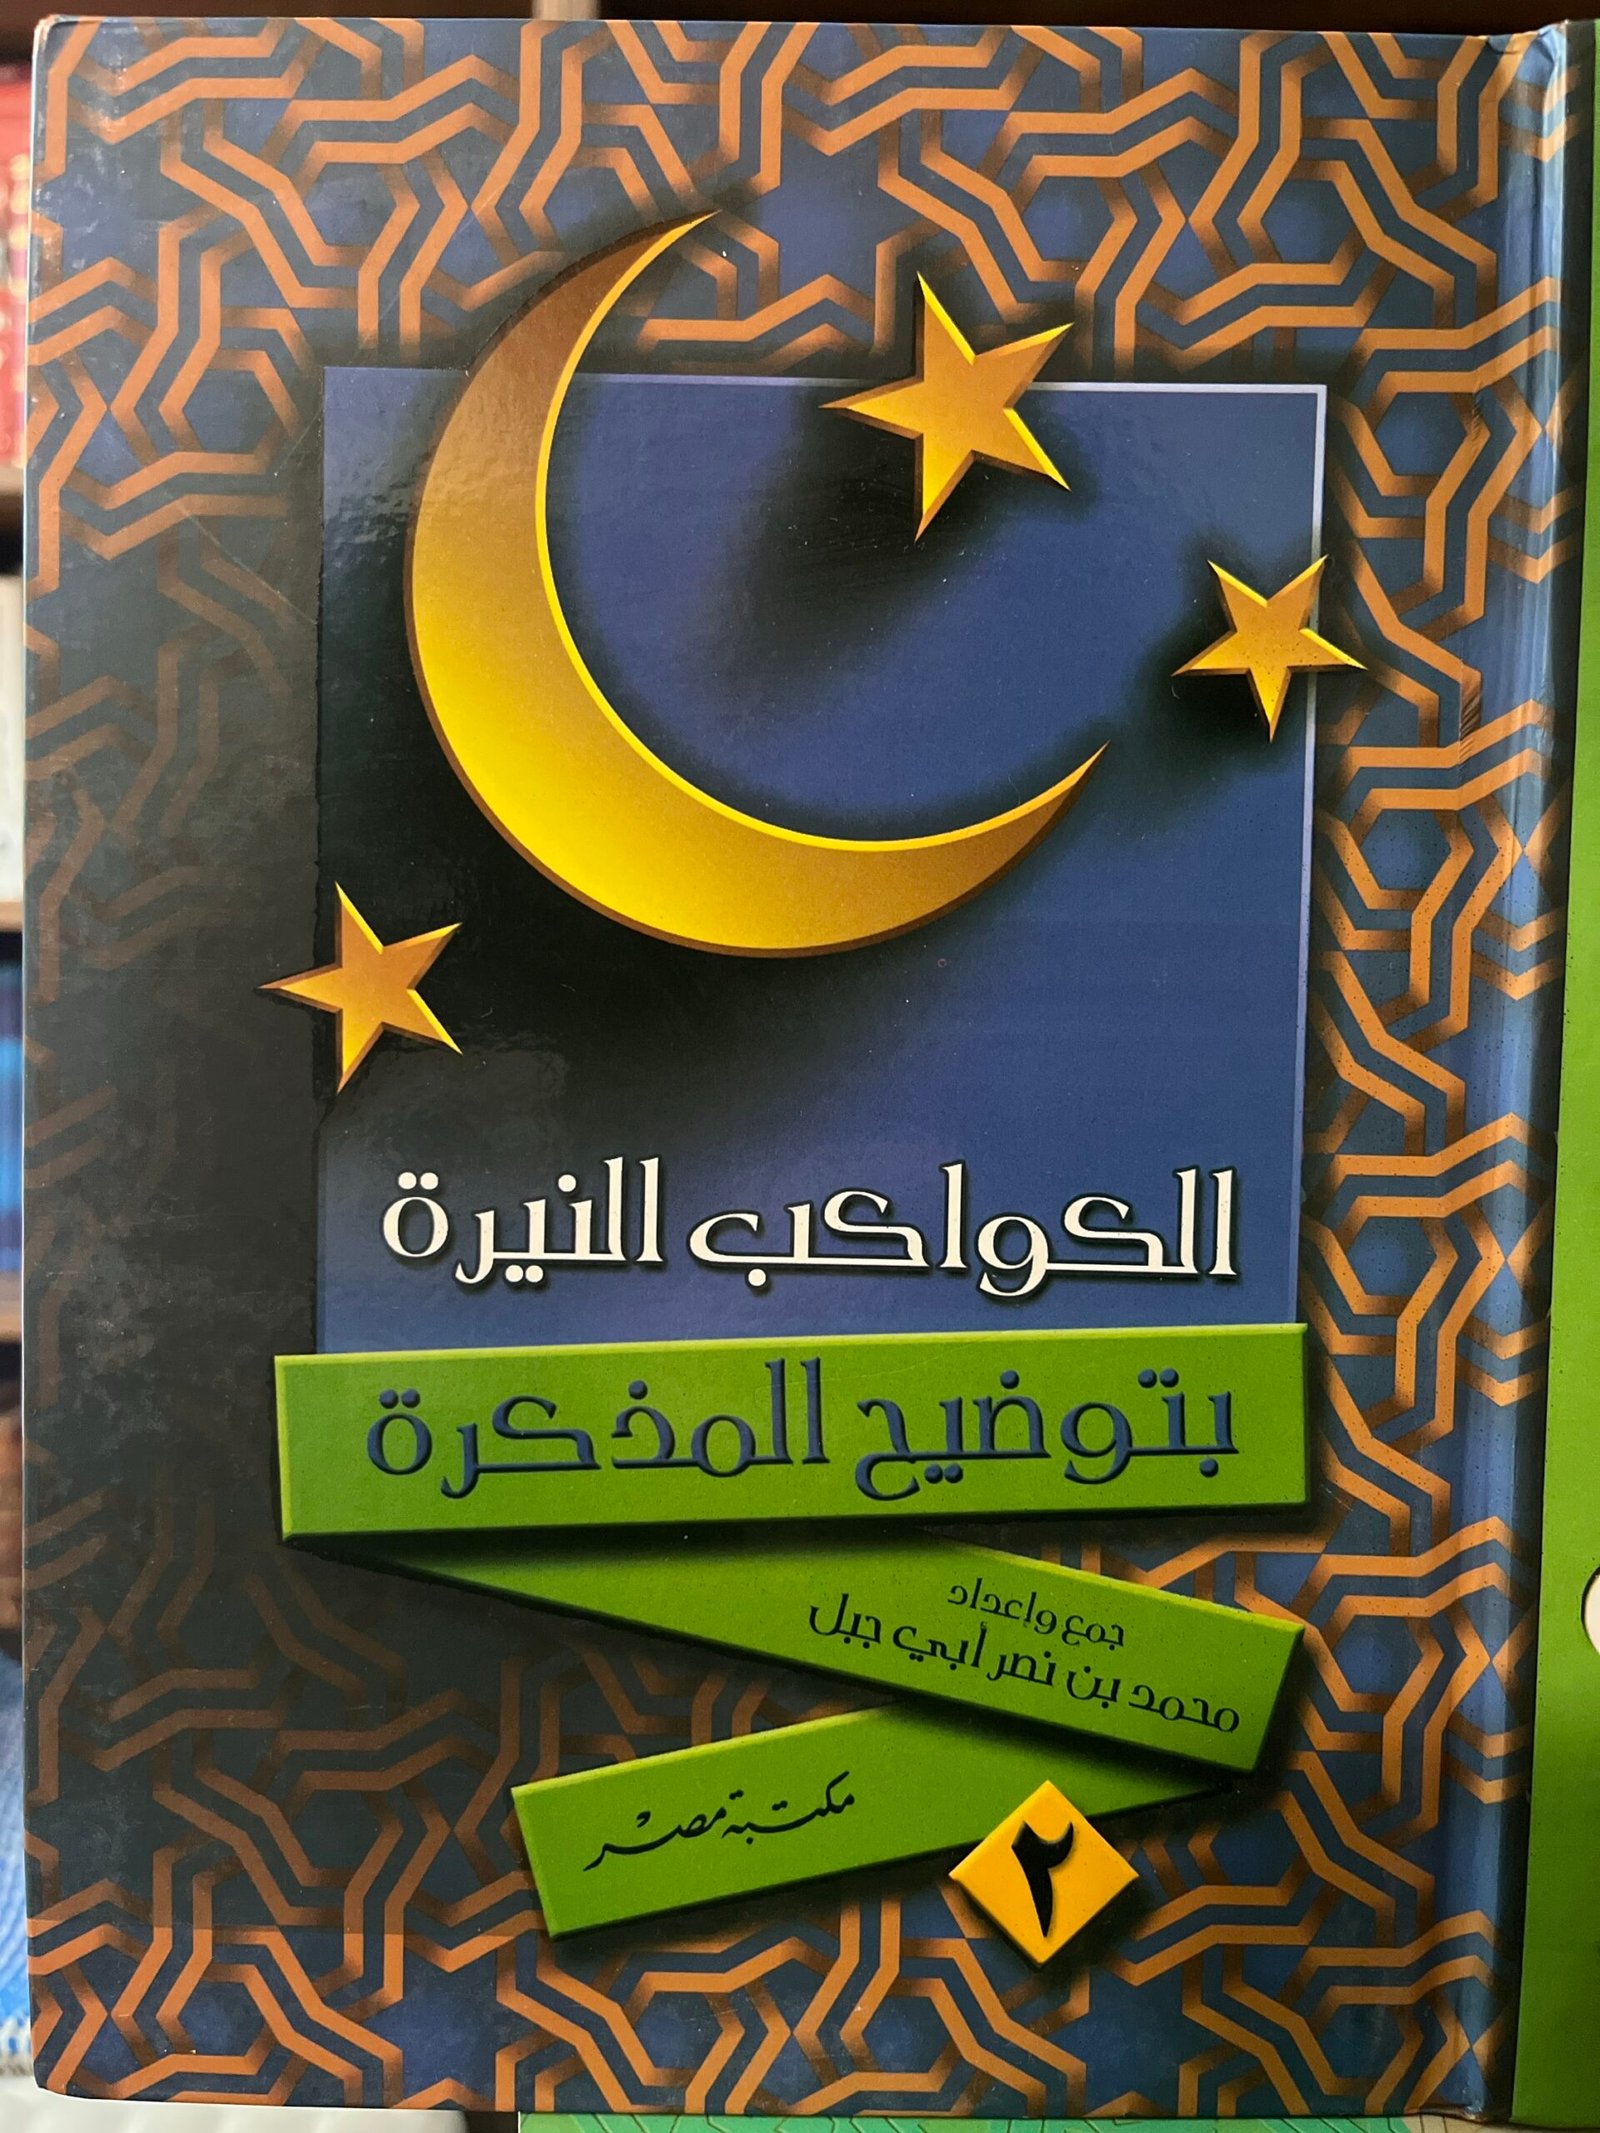 الكواكب النيرة
بتوضيح المذكرة
جمع وإعداد
محمد بن نصر أبي جبل
مكتبة مصر
٢